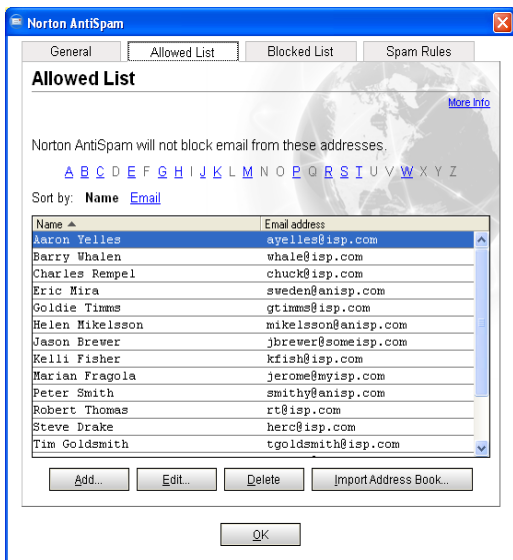 Norton AntiSpam
General Allowed List Blocked List Spam Rules
Allowed List
More Info
Norton AntiSpam will not block email from these addresses.
A B C D E F G H I J K L M N O P Q R S T U V W X Y Z
Sort by: Name Email
Name Email address
Aaron Yelles ayelles@isp.com
Barry Whalen whale@isp.com
Charles Rempel chuck@isp.com
Eric Mira sweden@anisp.com
Goldie Timms gtimms@isp.com
Helen Mikelsson mikelsson@anisp.com
Jason Brewer jbrewer@someisp.com
Kelli Fisher kfish@isp.com
Marian Fragola jerome@myisp.com
Peter Smith smithy@anisp.com
Robert Thomas rt@isp.com
Steve Drake herc@isp.com
Tim Goldsmith tgoldsmith@isp.com
Add... Edit... Delete Import Address Book...
OK